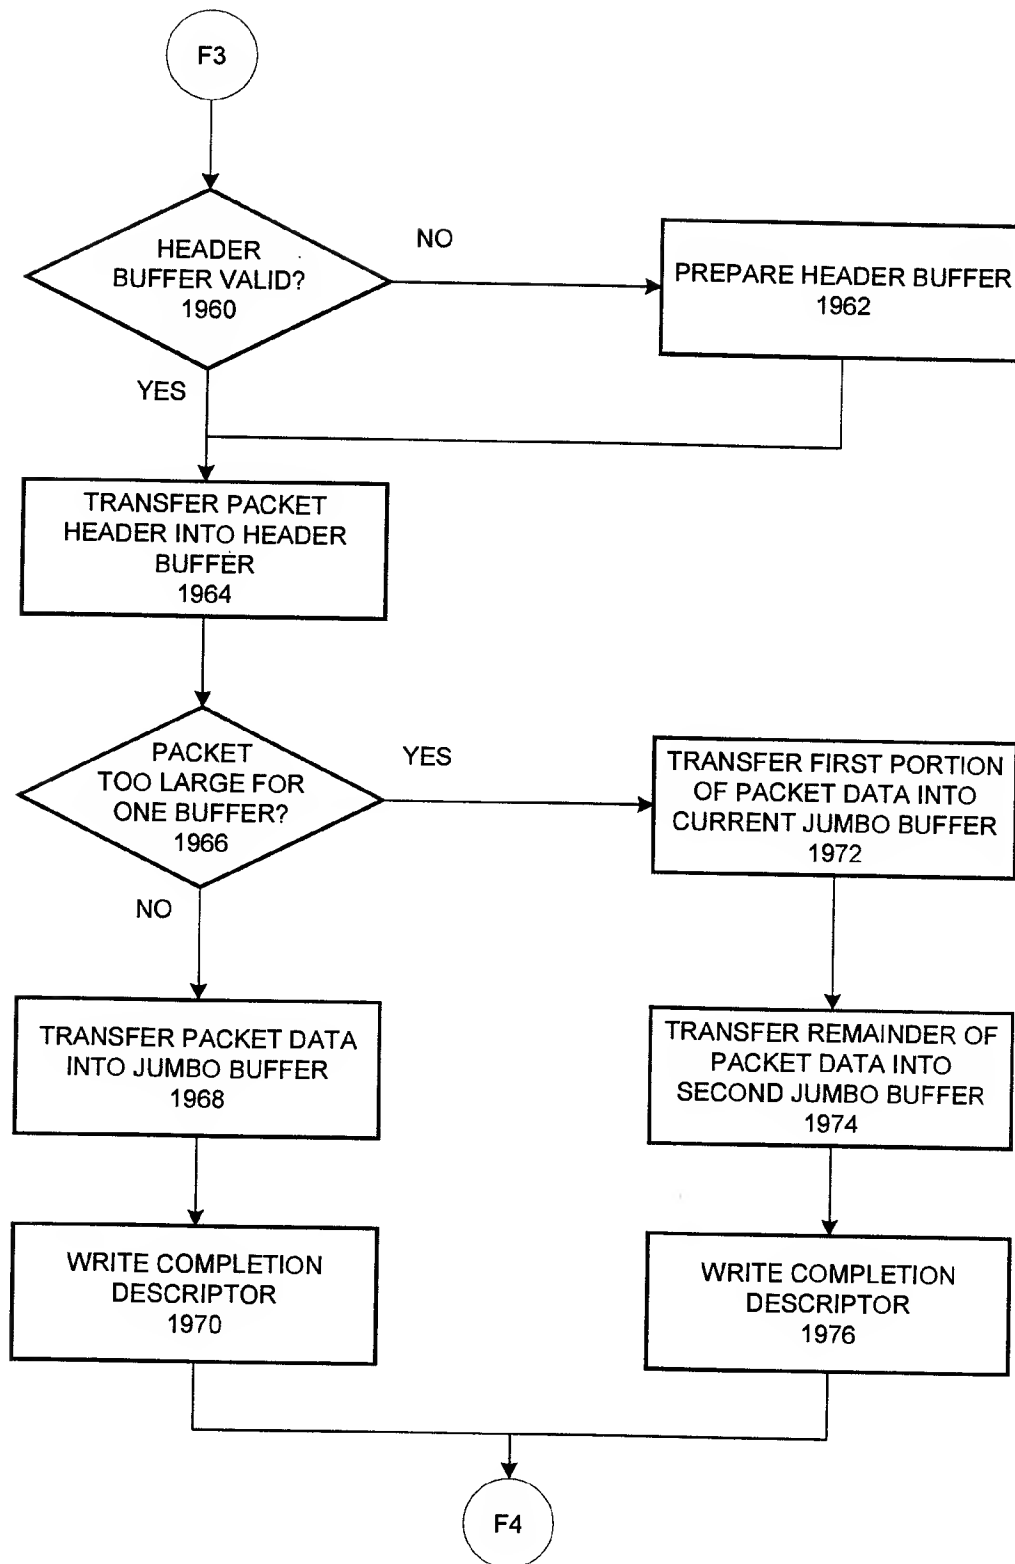 F3
HEADER
BUFFER VALID?
1960
NO
PREPARE HEADER BUFFER
1962
YES
TRANSFER PACKET
HEADER INTO HEADER
BUFFER
1964
PACKET
TOO LARGE FOR
ONE BUFFER?
1966
YES
TRANSFER FIRST PORTION
OF PACKET DATA INTO
CURRENT JUMBO BUFFER
1972
NO
TRANSFER PACKET DATA
INTO JUMBO BUFFER
1968
TRANSFER REMAINDER OF
PACKET DATA INTO
SECOND JUMBO BUFFER
1974
WRITE COMPLETION
DESCRIPTOR
1970
WRITE COMPLETION
DESCRIPTOR
1976
F4